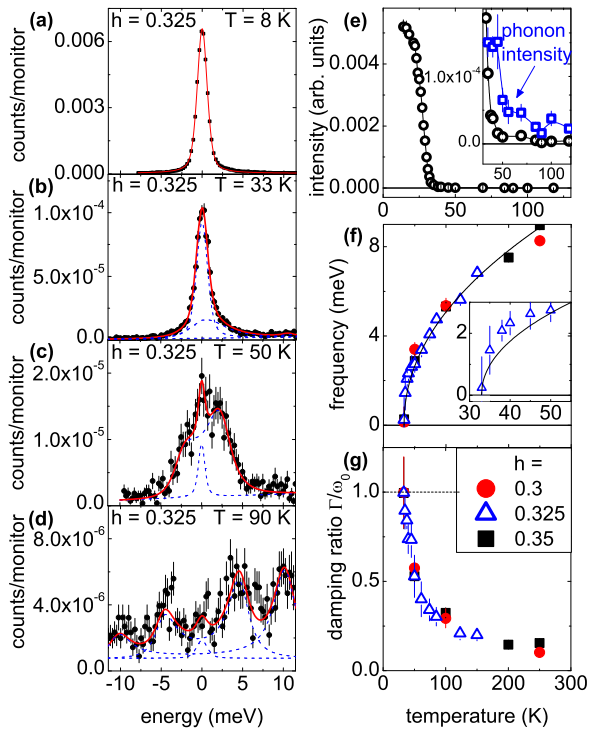 (a) h = 0.325 T = 8 K
counts/monitor
0.006
0.003
0.000
(b) h = 0.325 T = 33 K
counts/monitor
1.0x10⁻⁴
5.0x10⁻⁵
0.0
(c) h = 0.325 T = 50 K
counts/monitor
2.0x10⁻⁵
1.0x10⁻⁵
0.0
(d) h = 0.325 T = 90 K
counts/monitor
8.0x10⁻⁶
4.0x10⁻⁶
0.0
-10 -5 0 5 10
energy (meV)
(e)
intensity (arb. units)
0.005
0.004
0.002
0.000
0 50 100
phonon
intensity
1.0x10⁻⁴
0.0
50 100
(f)
frequency (meV)
8
4
0
2
0
30 40 50
(g)
damping ratio Γ/ω₀
1.0
0.5
0.0
h =
0.3
0.325
0.35
0 100 200 300
temperature (K)